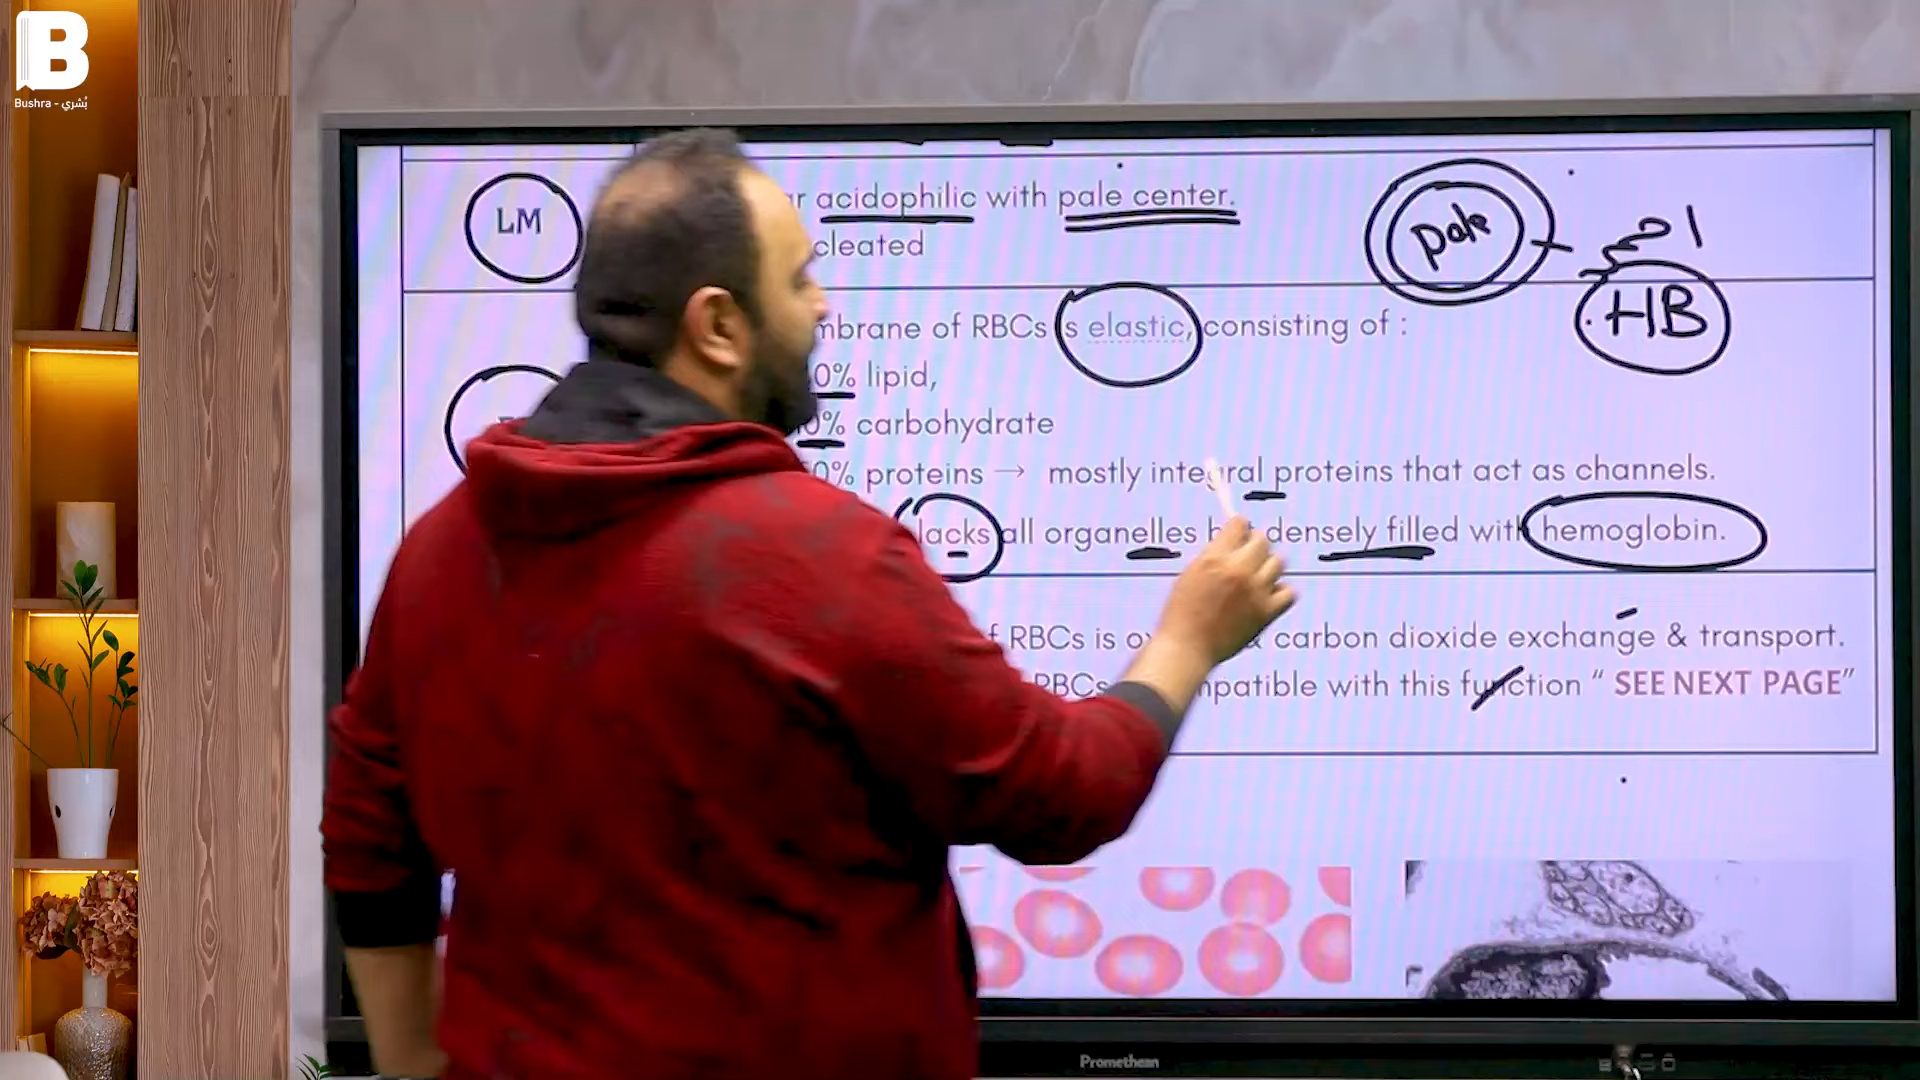 B
Bushra - بُشري
LM
acidophilic with pale center.
cleated
pale
HB
mbrane of RBCs is elastic, consisting of :
0% lipid,
0% carbohydrate
0% proteins → mostly integral proteins that act as channels.
lacks all organelles but densely filled with hemoglobin.
f RBCs is carbon dioxide exchange & transport.
RBCs mpatible with this function “ SEE NEXT PAGE”
Promethean